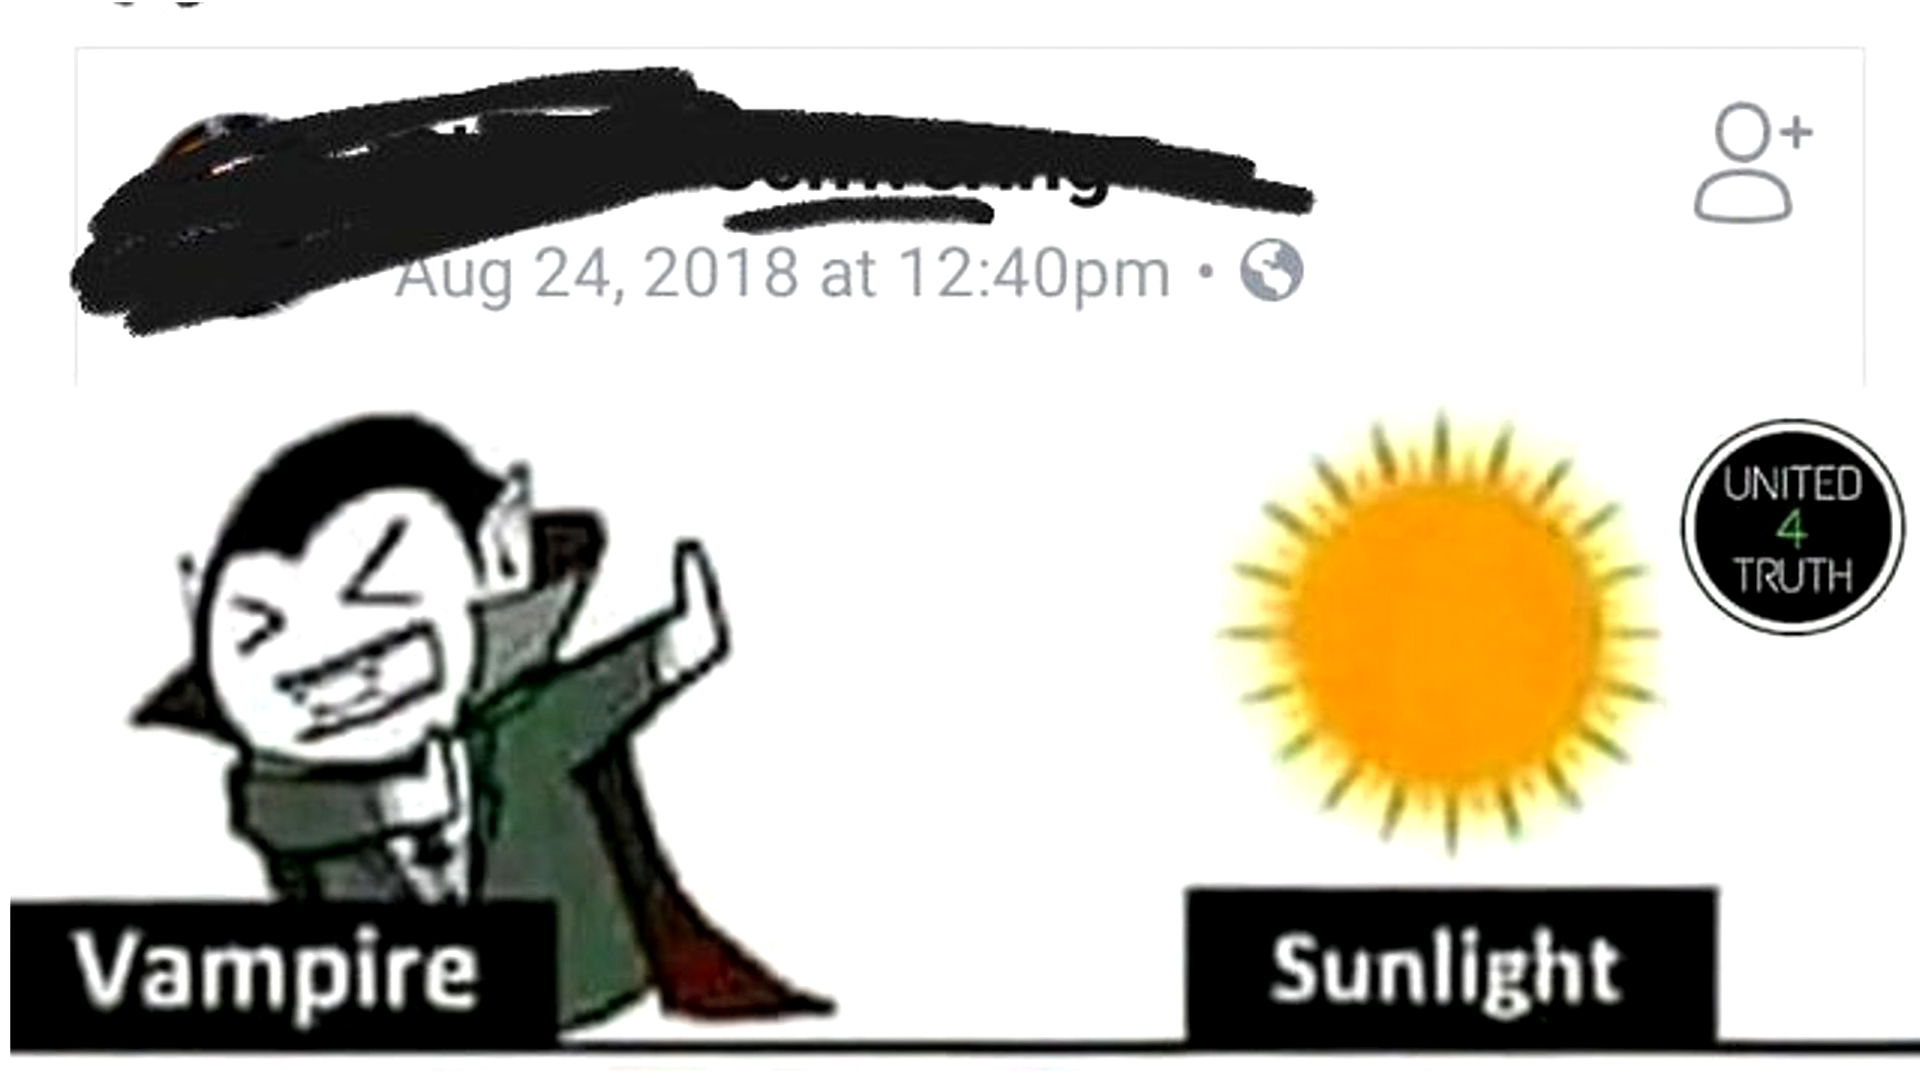 Aug 24, 2018 at 12:40pm
UNITED
4
TRUTH
Vampire
Sunlight